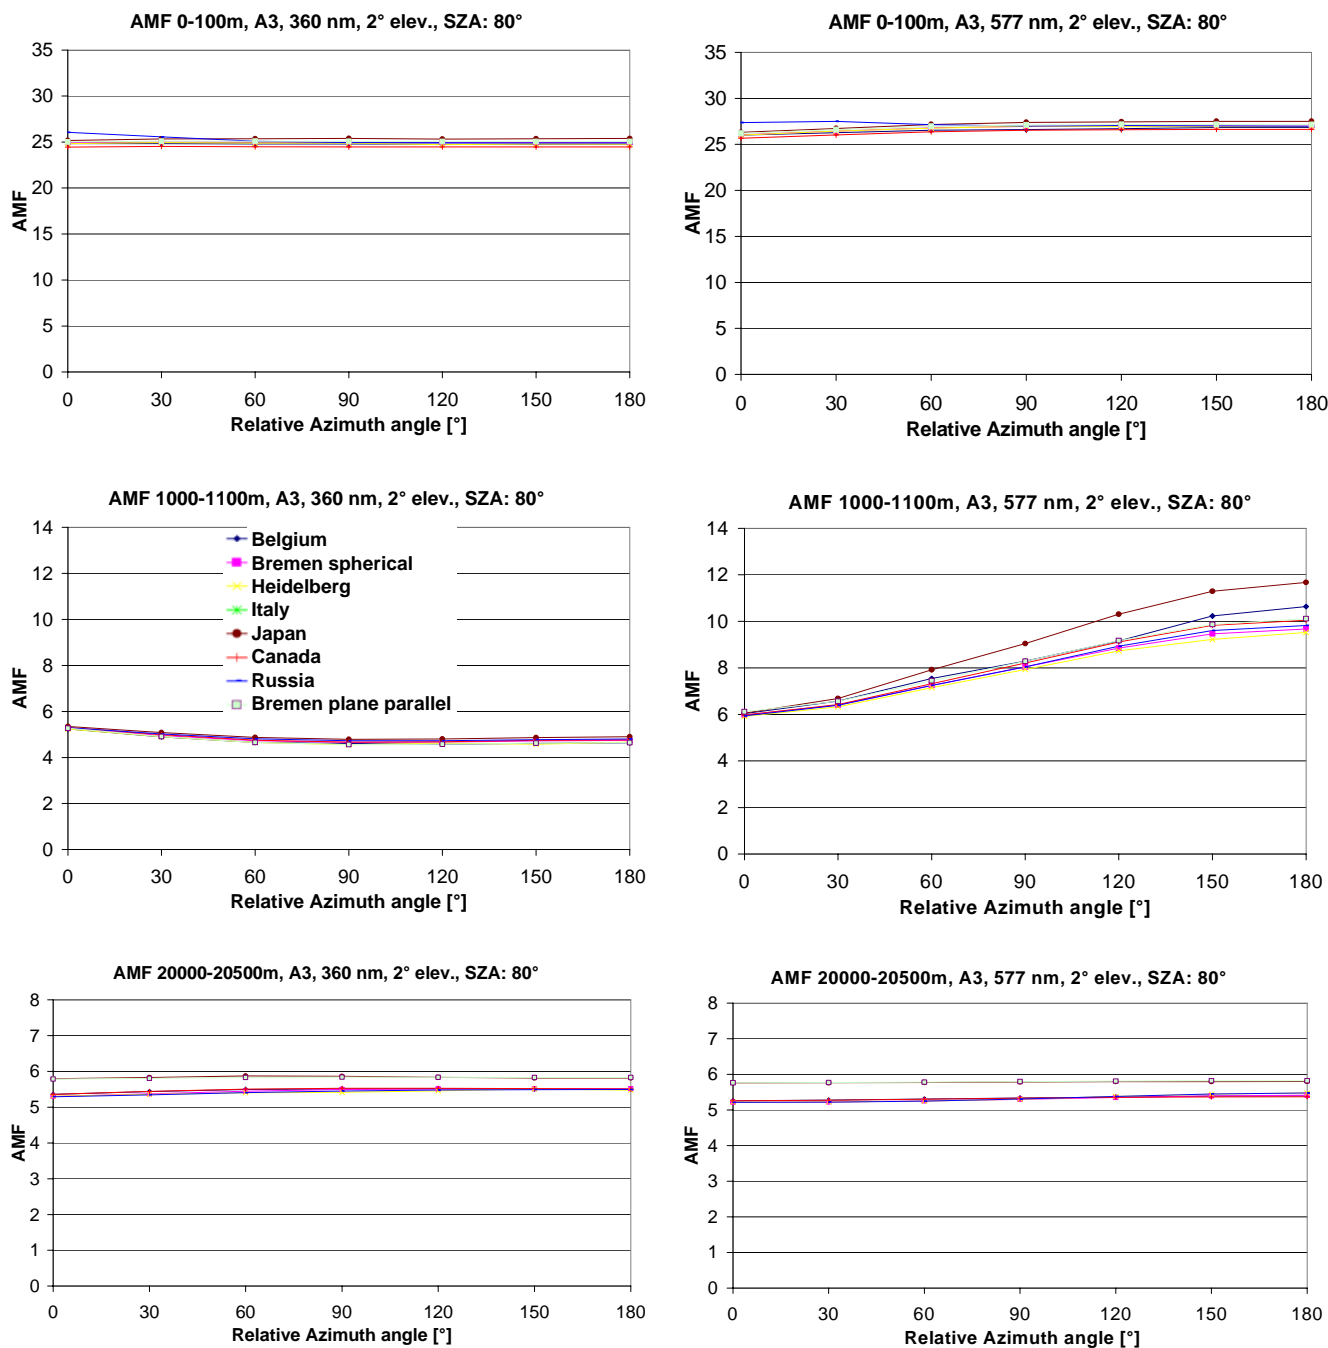 AMF 0-100m, A3, 360 nm, 2° elev., SZA: 80°
35
30
25
20
15
10
5
0
AMF
0 30 60 90 120 150 180
Relative Azimuth angle [°]
AMF 0-100m, A3, 577 nm, 2° elev., SZA: 80°
35
30
25
20
15
10
5
0
AMF
0 30 60 90 120 150 180
Relative Azimuth angle [°]
AMF 1000-1100m, A3, 360 nm, 2° elev., SZA: 80°
14
12
10
8
6
4
2
0
AMF
Belgium
Bremen spherical
Heidelberg
Italy
Japan
Canada
Russia
Bremen plane parallel
0 30 60 90 120 150 180
Relative Azimuth angle [°]
AMF 1000-1100m, A3, 577 nm, 2° elev., SZA: 80°
14
12
10
8
6
4
2
0
AMF
0 30 60 90 120 150 180
Relative Azimuth angle [°]
AMF 20000-20500m, A3, 360 nm, 2° elev., SZA: 80°
8
7
6
5
4
3
2
1
0
AMF
0 30 60 90 120 150 180
Relative Azimuth angle [°]
AMF 20000-20500m, A3, 577 nm, 2° elev., SZA: 80°
8
7
6
5
4
3
2
1
0
AMF
0 30 60 90 120 150 180
Relative Azimuth angle [°]